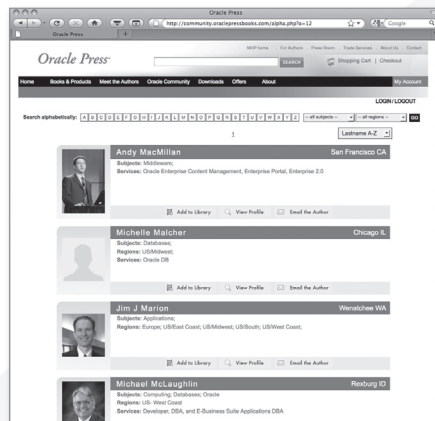 Oracle Press
http://community.oraclepressbooks.com/alpha.php?a=12
Google
Oracle Press
MHP home For Authors Press Room Trade Services About Us Contact
Oracle Press
SEARCH
Shopping Cart | Checkout
Home Books & Products Meet the Authors Oracle Community Downloads Offers About My Account
LOGIN/LOGOUT
Search alphabetically: A B C D E F G H I J K L M N O P Q R S T U V W X Y Z -- all subjects -- -- all regions -- GO
1
Lastname A-Z
Andy MacMillan San Francisco CA
Subjects: Middleware;
Services: Oracle Enterprise Content Management, Enterprise Portal, Enterprise 2.0
Add to Library View Profile Email the Author
Michelle Malcher Chicago IL
Subjects: Databases;
Regions: US/Midwest;
Services: Oracle DB
Add to Library View Profile Email the Author
Jim J Marion Wenatchee WA
Subjects: Applications;
Regions: Europe; US/East Coast; US/Midwest; US/South; US/West Coast;
Add to Library View Profile Email the Author
Michael McLaughlin Rexburg ID
Subjects: Computing; Databases; Oracle
Regions: US- West Coast
Services: Developer, DBA, and E-Business Suite Applications DBA